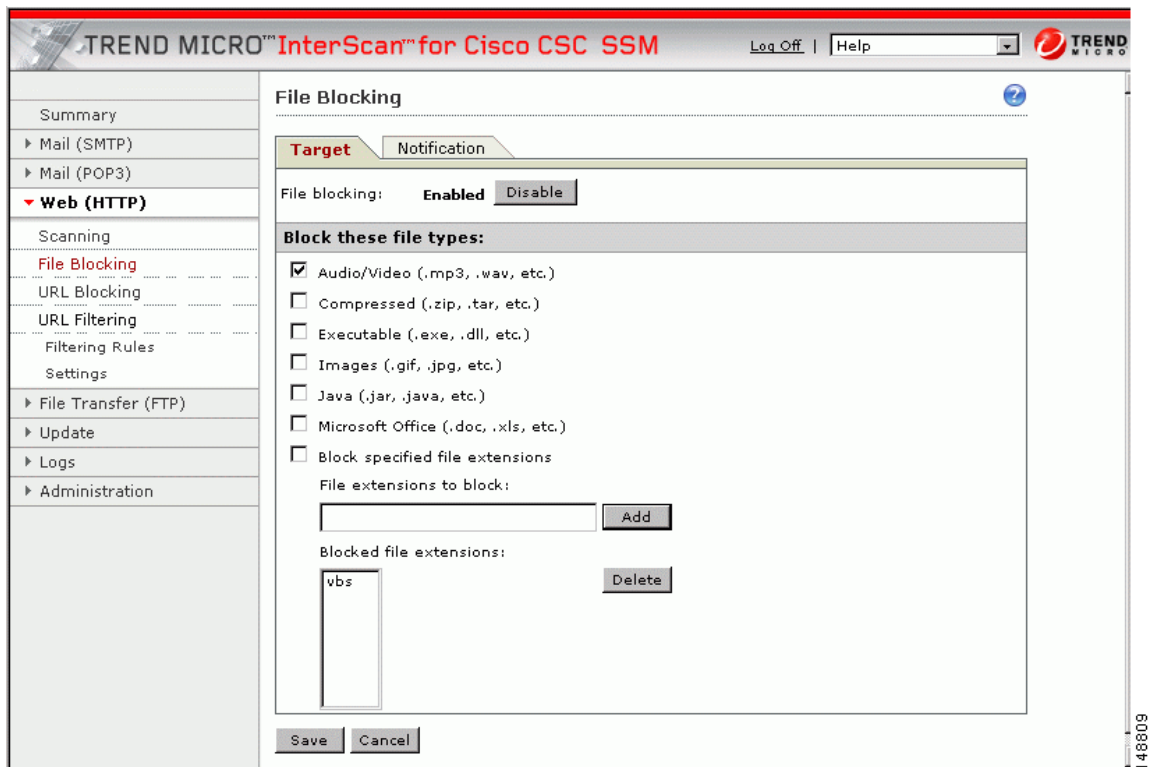 TREND MICRO™ InterScan™ for Cisco CSC SSM
Log Off | Help
TREND MICRO
Summary
Mail (SMTP)
Mail (POP3)
Web (HTTP)
Scanning
File Blocking
URL Blocking
URL Filtering
Filtering Rules
Settings
File Transfer (FTP)
Update
Logs
Administration
File Blocking
?
Target
Notification
File blocking: Enabled Disable
Block these file types:
Audio/Video (.mp3, .wav, etc.)
Compressed (.zip, .tar, etc.)
Executable (.exe, .dll, etc.)
Images (.gif, .jpg, etc.)
Java (.jar, .java, etc.)
Microsoft Office (.doc, .xls, etc.)
Block specified file extensions
File extensions to block:
Add
Blocked file extensions:
vbs
Delete
Save Cancel
148809